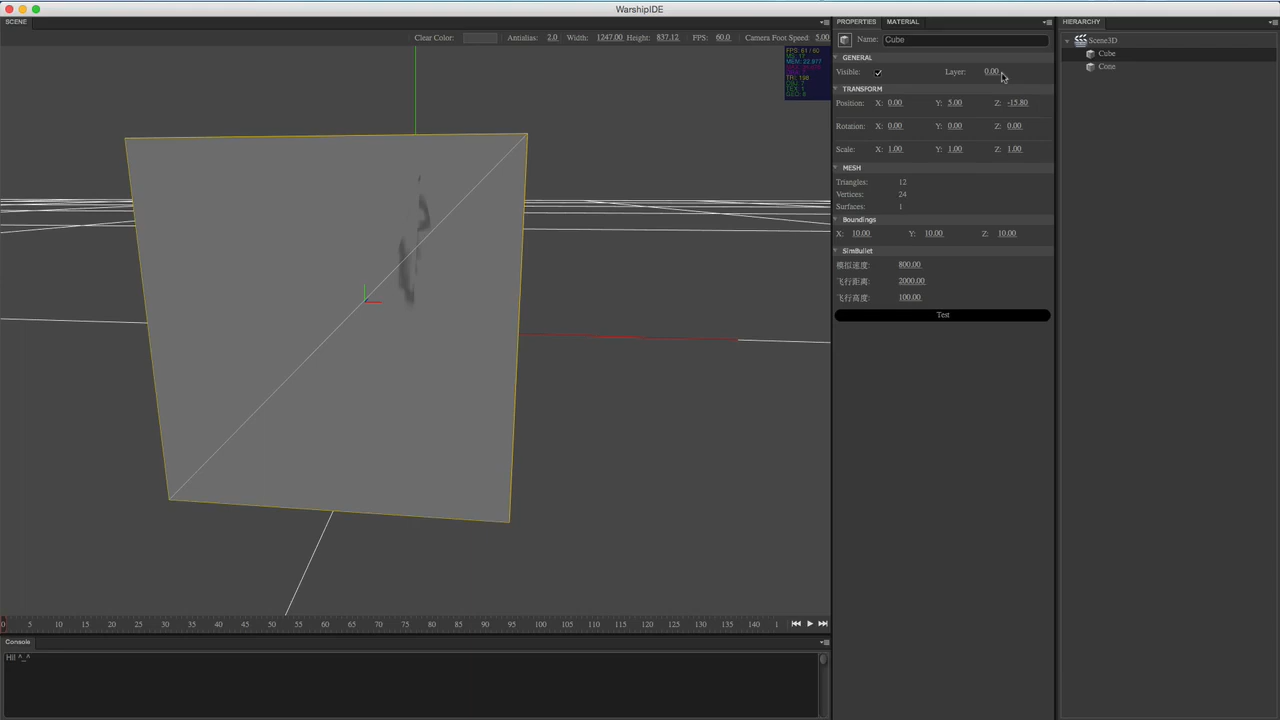 WarshipIDE
SCENE
Clear Color: Antialias: 2.0 Width: 1247.00 Height: 837.12 FPS: 60.0 Camera Foot Speed: 5.00
FPS: 61 / 60
TRI: 198
PROPERTIES MATERIAL
Name: Cube
GENERAL
Visible: Layer: 0.00
TRANSFORM
Position: X: 0.00 Y: 5.00 Z: -15.80
Rotation: X: 0.00 Y: 0.00 Z: 0.00
Scale: X: 1.00 Y: 1.00 Z: 1.00
MESH
Triangles: 12
Vertices: 24
Surfaces: 1
Boundings
X: 10.00 Y: 10.00 Z: 10.00
SimBullet
模拟速度: 800.00
飞行距离: 2000.00
飞行高度: 100.00
Test
HIERARCHY
Scene3D
Cube
Cone
0 5 10 15 20 25 30 35 40 45 50 55 60 65 70 75 80 85 90 95 100 105 110 115 120 125 130 135 140 1
Console
Hi! ^_^